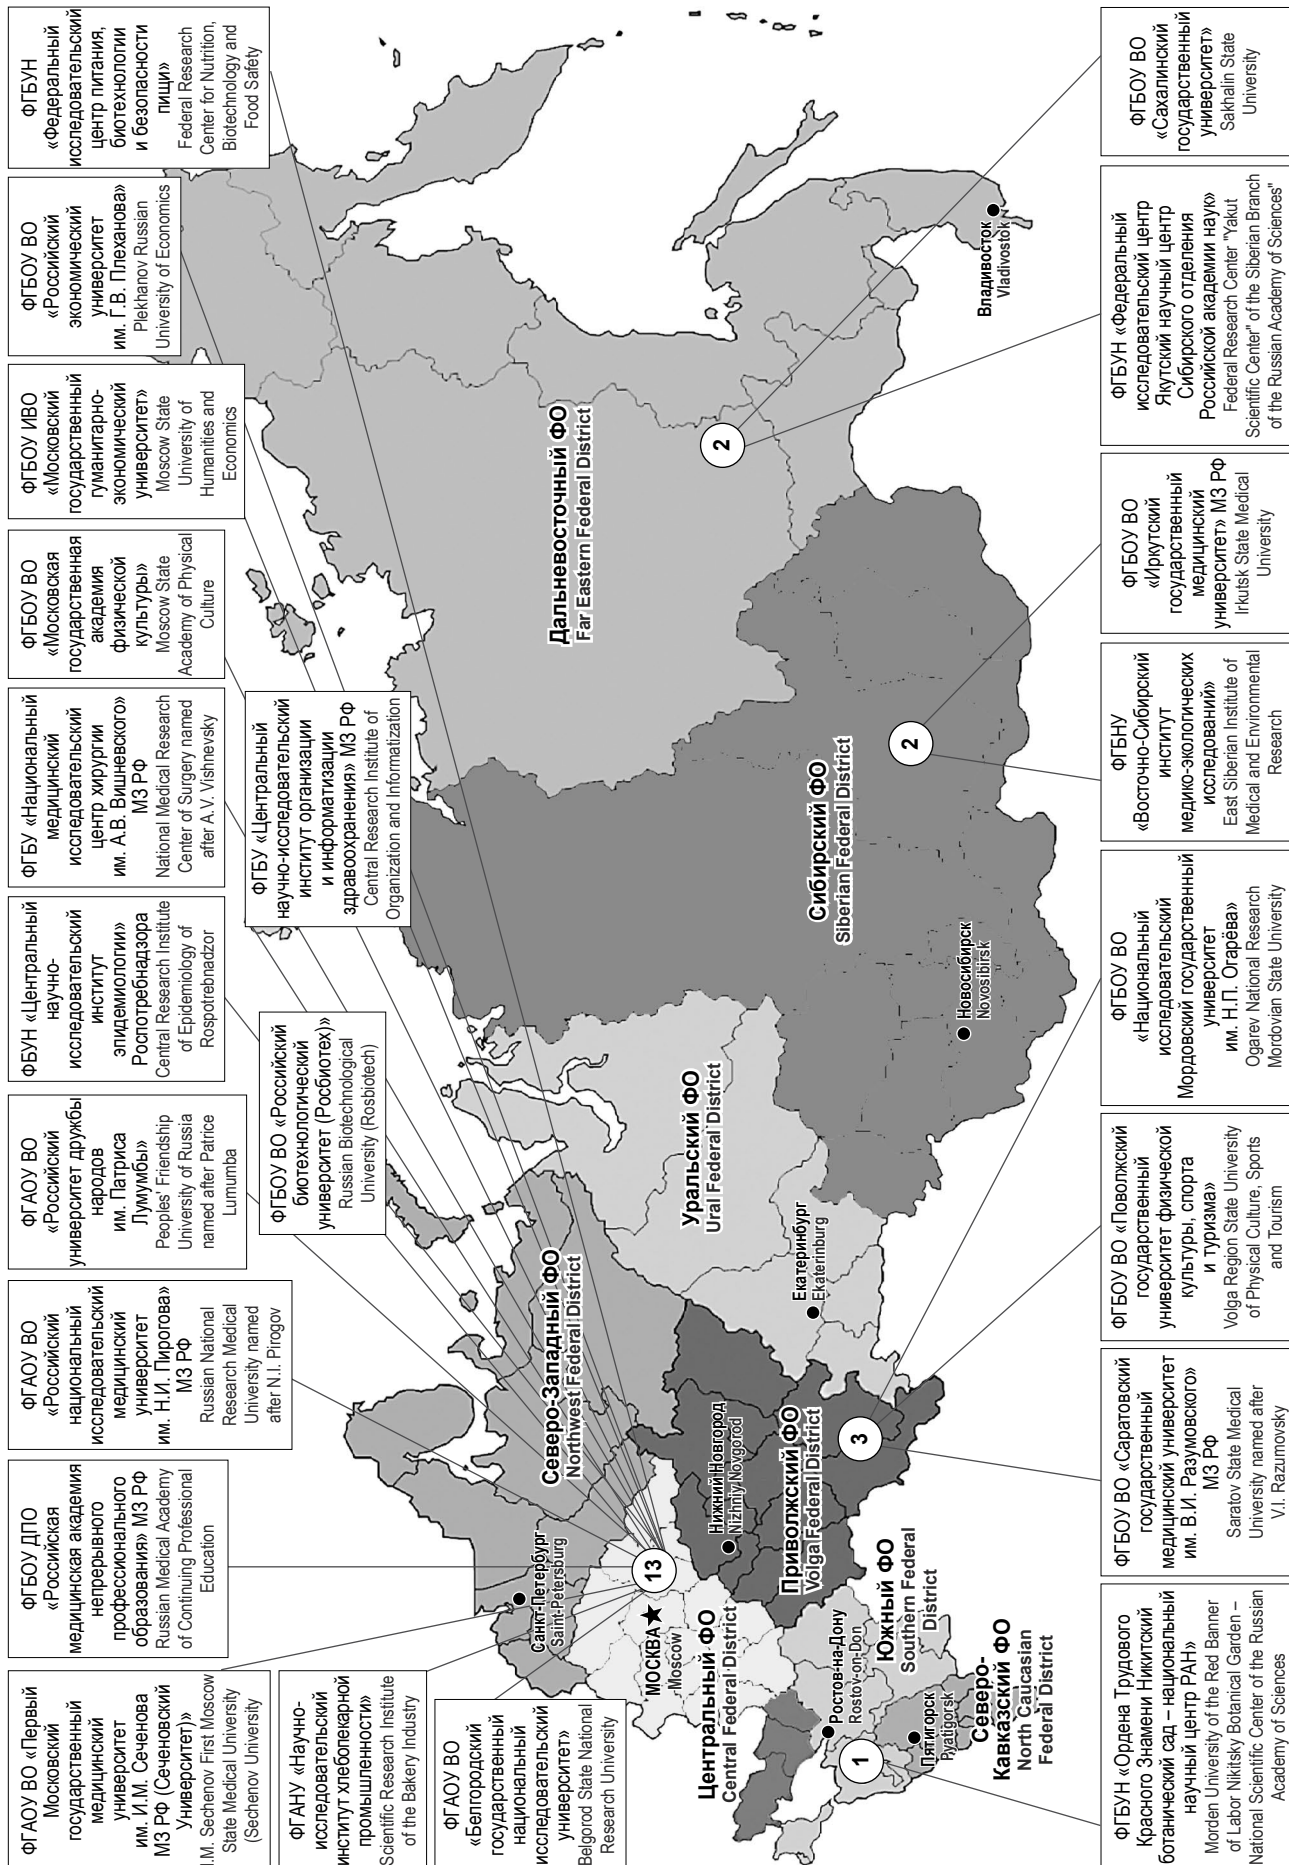 ФГАОУ ВО «Первый
Московский
государственный
медицинский
университет
им. И.М. Сеченова
МЗ РФ (Сеченовский
Университет)»
I.M. Sechenov First Moscow
State Medical University
(Sechenov University
ФГБОУ ДПО
«Российская
медицинская академия
непрерывного
профессионального
образования» МЗ РФ
Russian Medical Academy
of Continuing Professional
Education
ФГАОУ ВО
«Российский
национальный
исследовательский
медицинский
университет
им. Н.И. Пирогова»
МЗ РФ
Russian National
Research Medical
University named
after N.I. Pirogov
ФГАОУ ВО
«Российский
университет дружбы
народов
им. Патриса
Лумумбы»
Peoples' Friendship
University of Russia
named after Patrice
Lumumba
ФБУН «Центральный
научно-
исследовательский
институт
эпидемиологии»
Роспотребнадзора
Central Research Institute
of Epidemiology of
Rospotrebnadzor
ФГБУ «Национальный
медицинский
исследовательский
центр хирургии
им. А.В. Вишневского»
МЗ РФ
National Medical Research
Center of Surgery named
after A.V. Vishnevsky
ФГБОУ ВО
«Московская
государственная
академия
физической
культуры»
Moscow State
Academy of Physical
Culture
ФГБОУ ИВО
«Московский
государственный
гуманитарно-
экономический
университет»
Moscow State
University of
Humanities and
Economics
ФГБОУ ВО
«Российский
экономический
университет
им. Г.В. Плеханова»
Plekhanov Russian
University of Economics
ФГБУН
«Федеральный
исследовательский
центр питания,
биотехнологии
и безопасности
пищи»
Federal Research
Center for Nutrition,
Biotechnology and
Food Safety
ФГАНУ «Научно-
исследовательский
институт хлебопекарной
промышленности»
Scientific Research Institute
of the Bakery Industry
ФГБОУ ВО «Российский
биотехнологический
университет (Росбиотех)»
Russian Biotechnological
University (Rosbiotech)
ФГБУ «Центральный
научно-исследовательский
институт организации
и информатизации
здравоохранения» МЗ РФ
Central Research Institute of
Organization and Informatization
ФГАОУ ВО
«Белгородский
государственный
национальный
исследовательский
университет»
Belgorod State National
Research University
Санкт-Петербург
Saint-Petersburg
Северо-Западный ФО
Northwest Federal District
Дальневосточный ФО
Far Eastern Federal District
МОСКВА
Moscow
13
Центральный ФО
Central Federal District
Нижний Новгород
Nizhniy Novgorod
Уральский ФО
Ural Federal District
2
Приволжский ФО
Volga Federal District
Екатеринбург
Ekaterinburg
Сибирский ФО
Siberian Federal District
Ростов-на-Дону
Rostov-on-Don
1
3
Южный ФО
Southern Federal
District
2
Пятигорск
Pyatigorsk
Новосибирск
Novosibirsk
Владивосток
Vladivostok
Северо-
Кавказский ФО
North Caucasian
Federal District
ФГБУН «Ордена Трудового
Красного Знамени Никитский
ботанический сад – национальный
научный центр РАН»
Morden University of the Red Banner
of Labor Nikitsky Botanical Garden –
National Scientific Center of the Russian
Academy of Sciences
ФГБОУ ВО «Саратовский
государственный
медицинский университет
им. В.И. Разумовского»
МЗ РФ
Saratov State Medical
University named after
V.I. Razumovsky
ФГБОУ ВО «Поволжский
государственный
университет физической
культуры, спорта
и туризма»
Volga Region State University
of Physical Culture, Sports
and Tourism
ФГБОУ ВО
«Национальный
исследовательский
Мордовский государственный
университет
им. Н.П. Огарёва»
Ogarev National Research
Mordovian State University
ФГБНУ
«Восточно-Сибирский
институт
медико-экологических
исследований»
East Siberian Institute of
Medical and Environmental
Research
ФГБОУ ВО
«Иркутский
государственный
медицинский
университет» МЗ РФ
Irkutsk State Medical
University
ФГБУН «Федеральный
исследовательский центр
Якутский научный центр
Сибирского отделения
Российской академии наук»
Federal Research Center "Yakut
Scientific Center" of the Siberian Branch
of the Russian Academy of Sciences"
ФГБОУ ВО
«Сахалинский
государственный
университет»
Sakhalin State
University